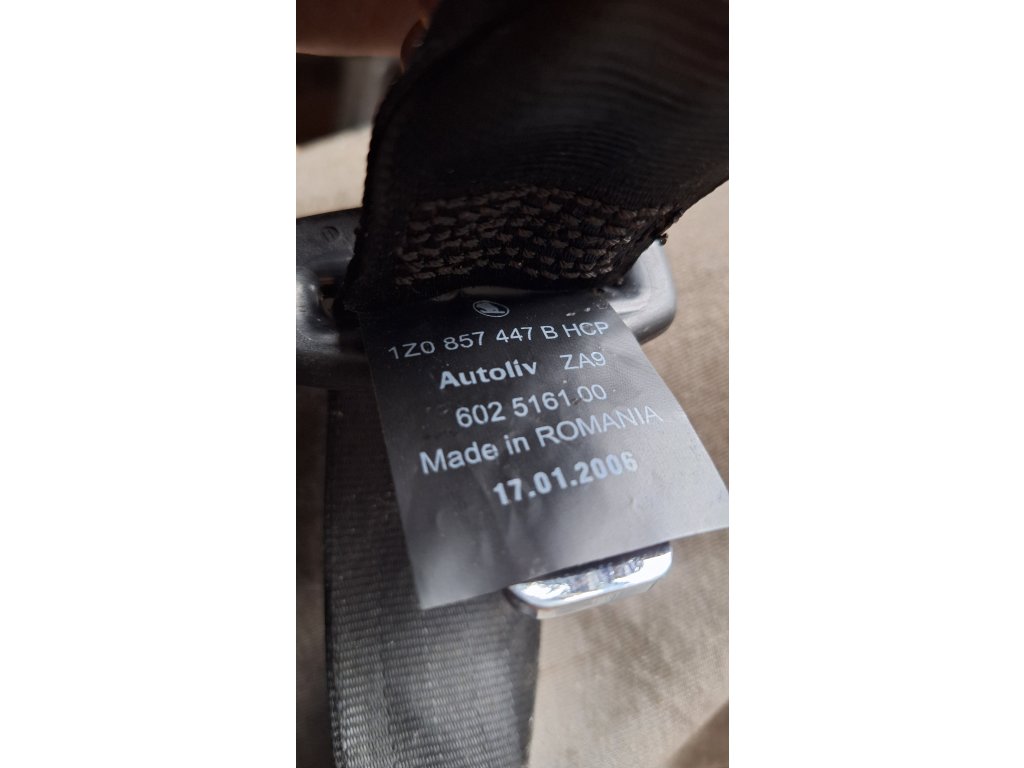 1Z0 857 447 B HCP
Autoliv ZA9
602 5161 00
Made in ROMANIA
17.01.2006